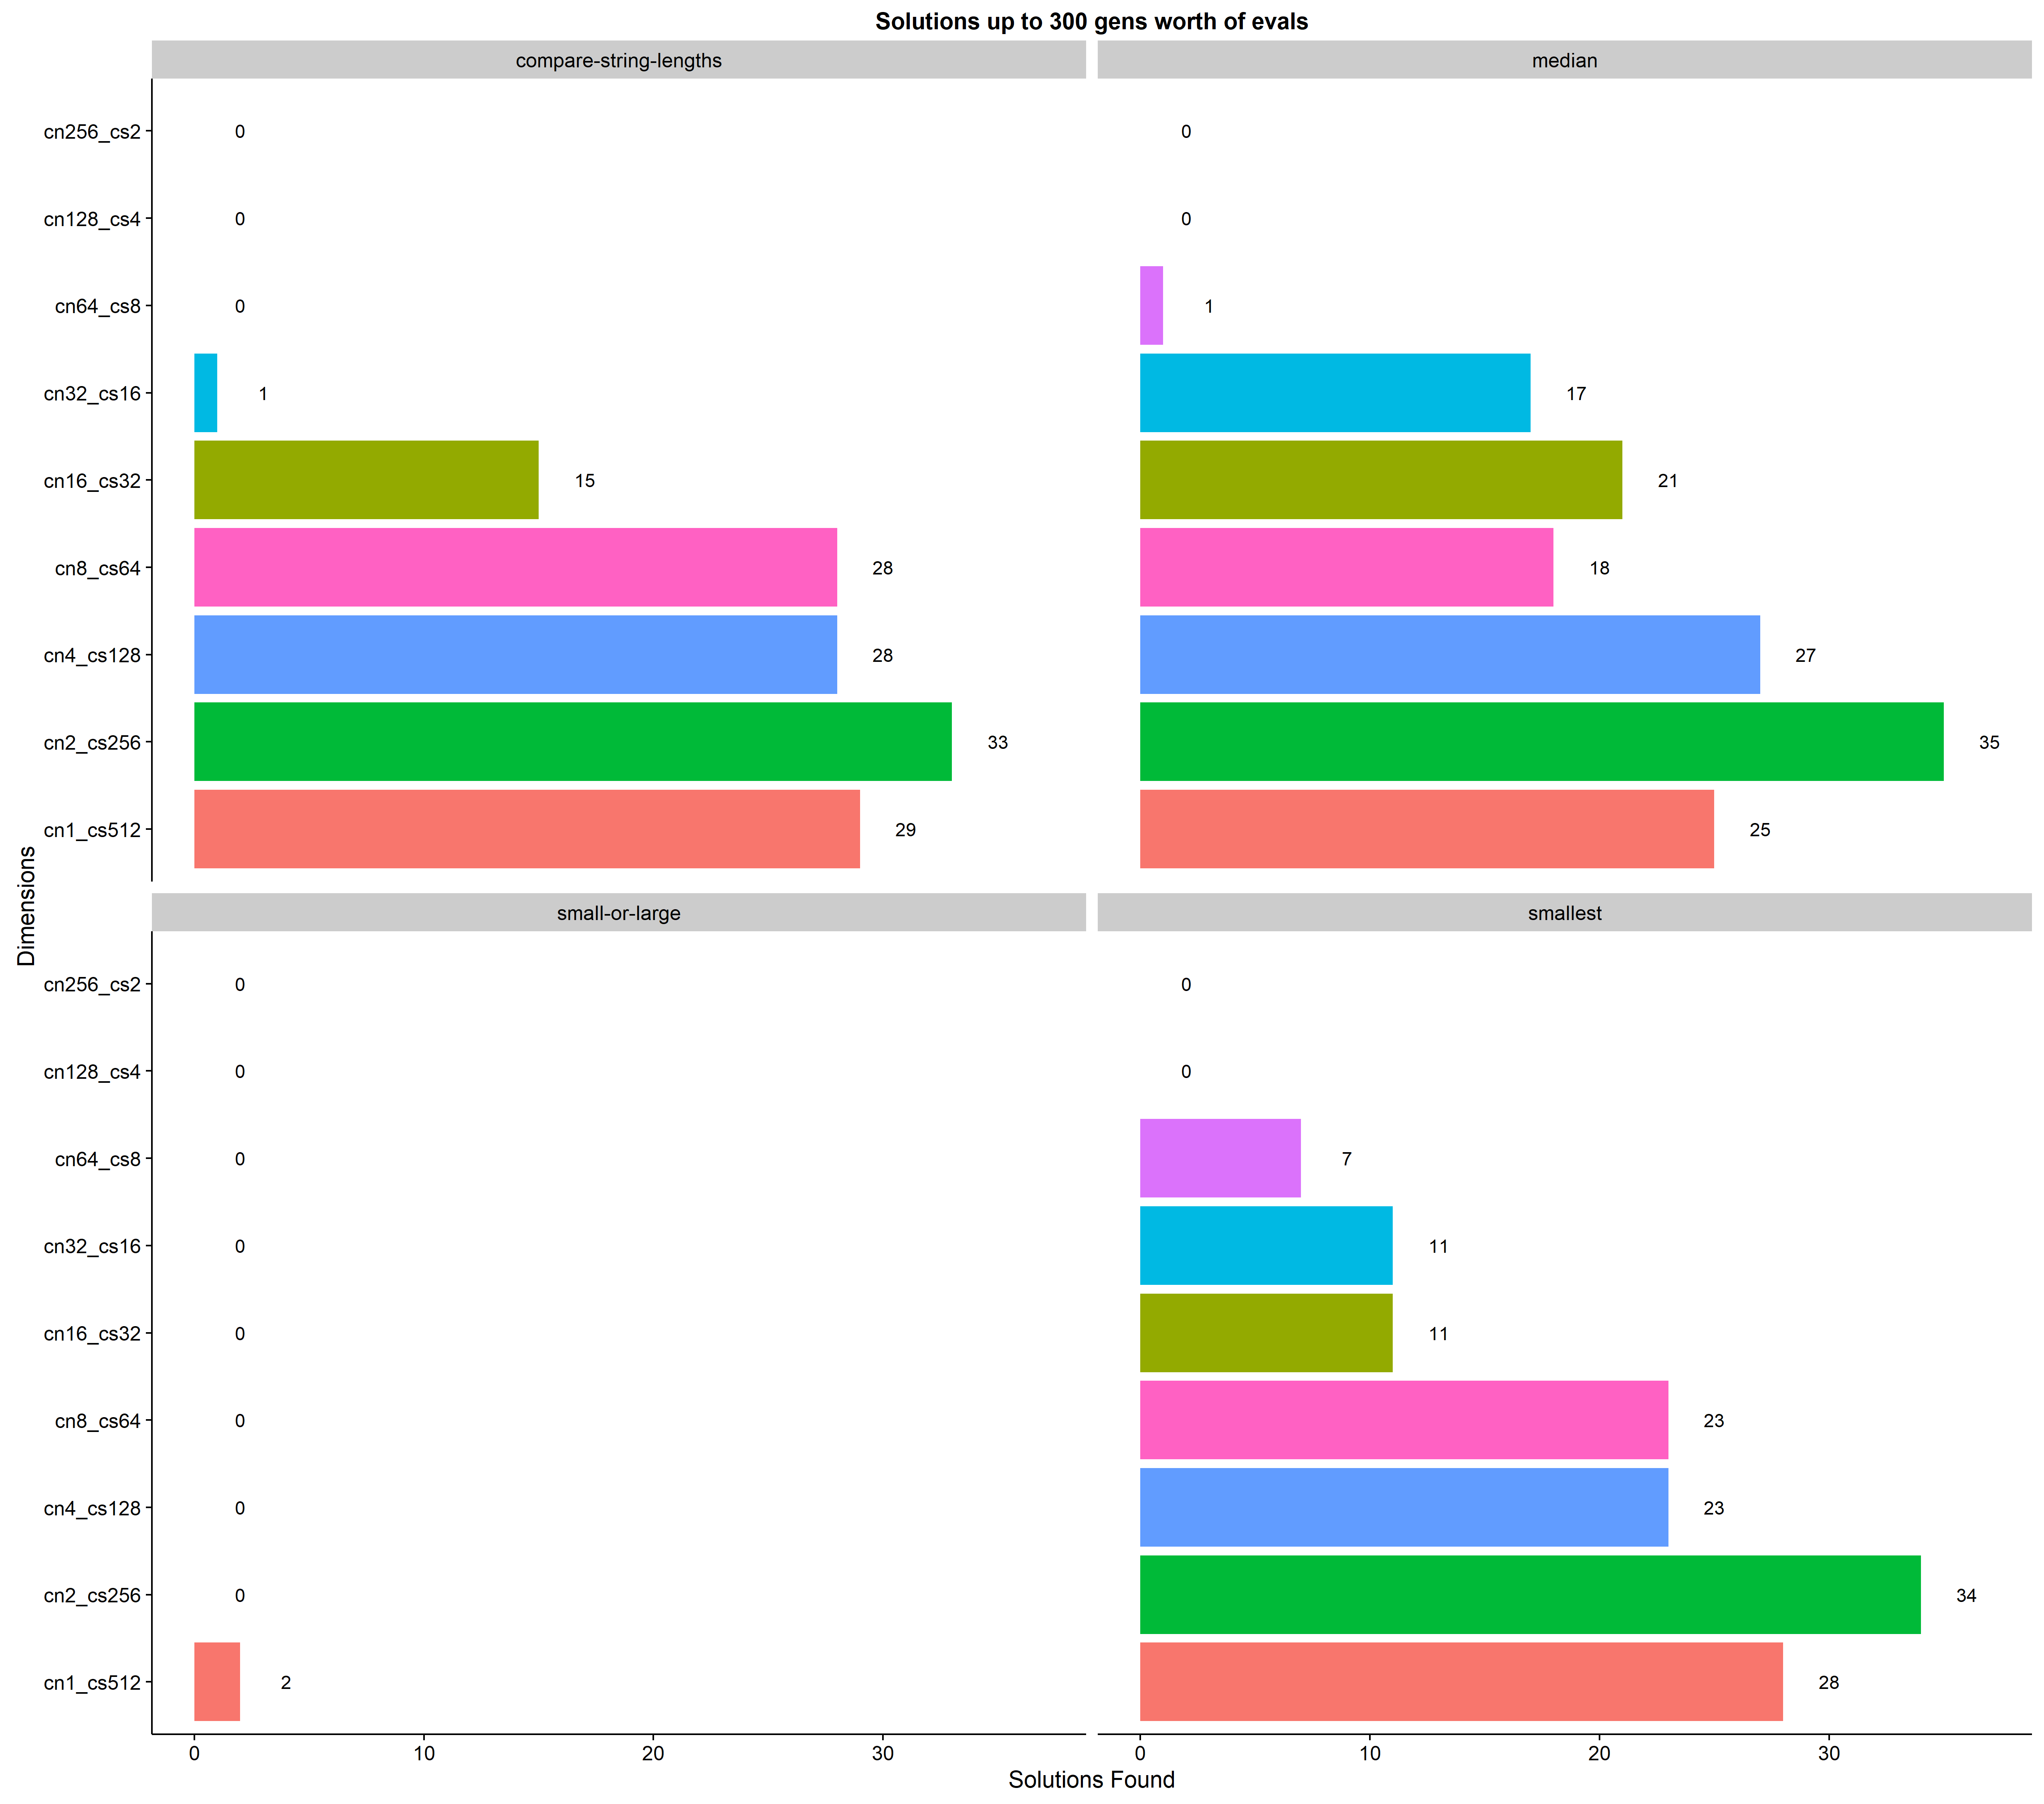 Solutions up to 300 gens worth of evals
compare-string-lengths
cn256_cs2 0
cn128_cs4 0
cn64_cs8 0
cn32_cs16 1
cn16_cs32 15
cn8_cs64 28
cn4_cs128 28
cn2_cs256 33
cn1_cs512 29
median
0
0
1
17
21
18
27
35
25
Dimensions
small-or-large
cn256_cs2 0
cn128_cs4 0
cn64_cs8 0
cn32_cs16 0
cn16_cs32 0
cn8_cs64 0
cn4_cs128 0
cn2_cs256 0
cn1_cs512 2
0 10 20 30
smallest
0
0
7
11
11
23
23
34
28
0 10 20 30
Solutions Found